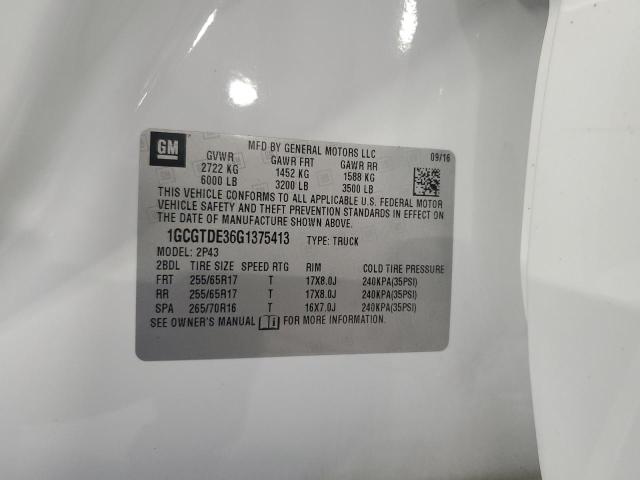 GM
MFD BY GENERAL MOTORS LLC 09/16
GVWR GAWR FRT GAWR RR
2722 KG 1452 KG 1588 KG
6000 LB 3200 LB 3500 LB
THIS VEHICLE CONFORMS TO ALL APPLICABLE U.S. FEDERAL MOTOR
VEHICLE SAFETY AND THEFT PREVENTION STANDARDS IN EFFECT ON
THE DATE OF MANUFACTURE SHOWN ABOVE.
1GCGTDE36G1375413 TYPE: TRUCK
MODEL: 2P43
2BDL TIRE SIZE SPEED RTG RIM COLD TIRE PRESSURE
FRT 255/65R17 T 17X8.0J 240KPA(35PSI)
RR 255/65R17 T 17X8.0J 240KPA(35PSI)
SPA 265/70R16 T 16X7.0J 240KPA(35PSI)
SEE OWNER'S MANUAL FOR MORE INFORMATION.